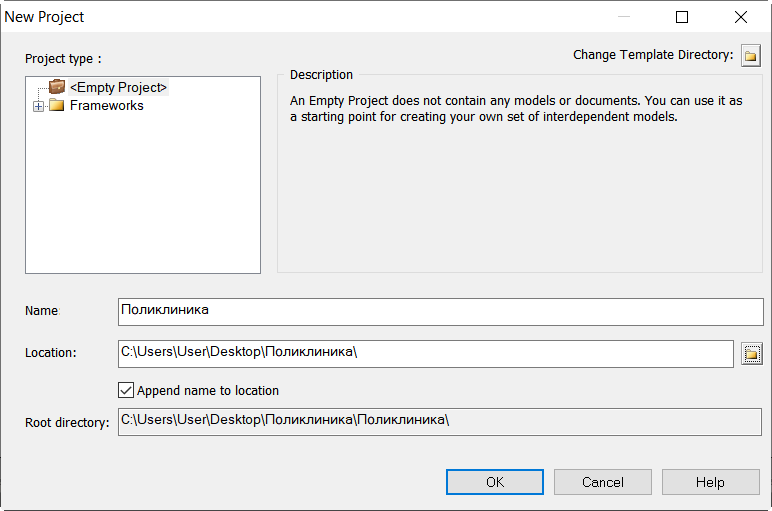 New Project
Project type :
Change Template Directory:
<Empty Project>
Frameworks
Description
An Empty Project does not contain any models or documents. You can use it as
a starting point for creating your own set of interdependent models.
Name
Поликлиника
Location:
C:\Users\User\Desktop\Поликлиника\
Append name to location
Root directory:
C:\Users\User\Desktop\Поликлиника\Поликлиника\
OK
Cancel
Help